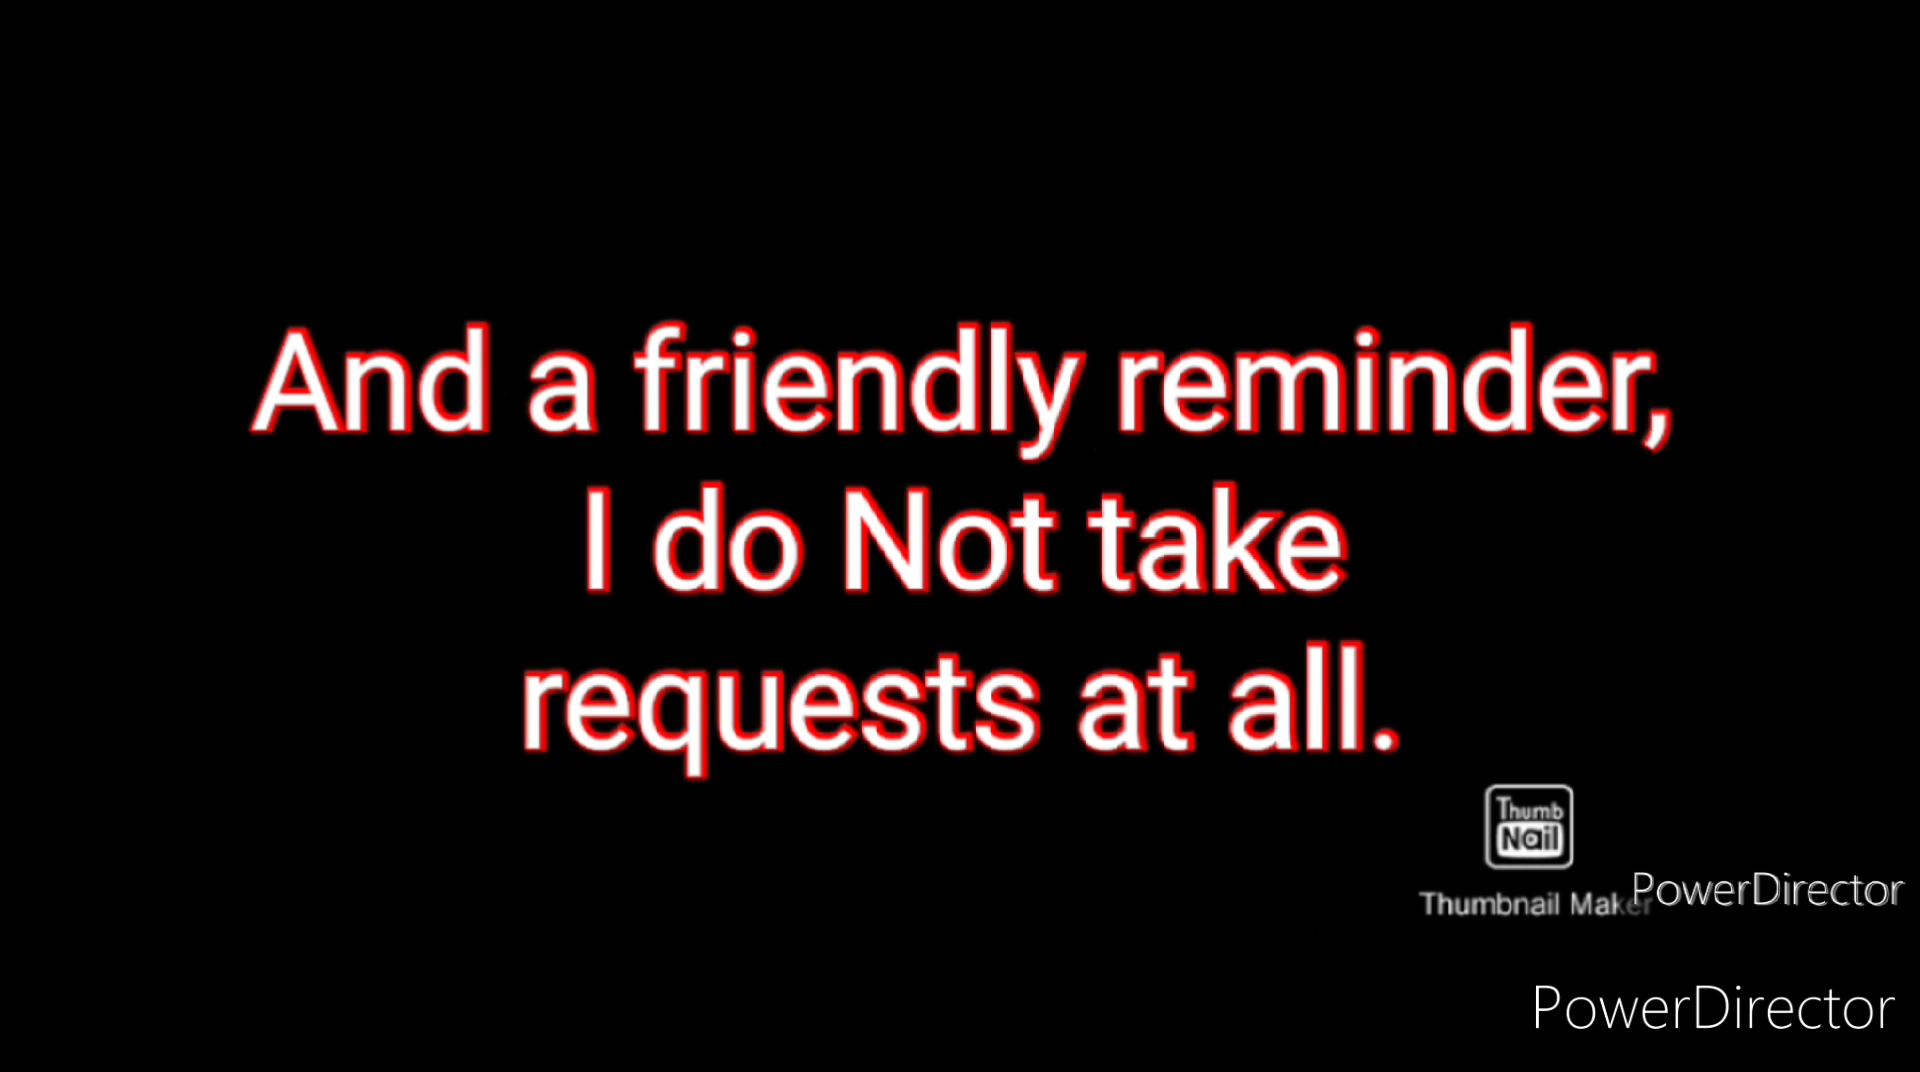 And a friendly reminder,
I do Not take
requests at all.
Thumb
Nail
Thumbnail Maker
PowerDirector
PowerDirector